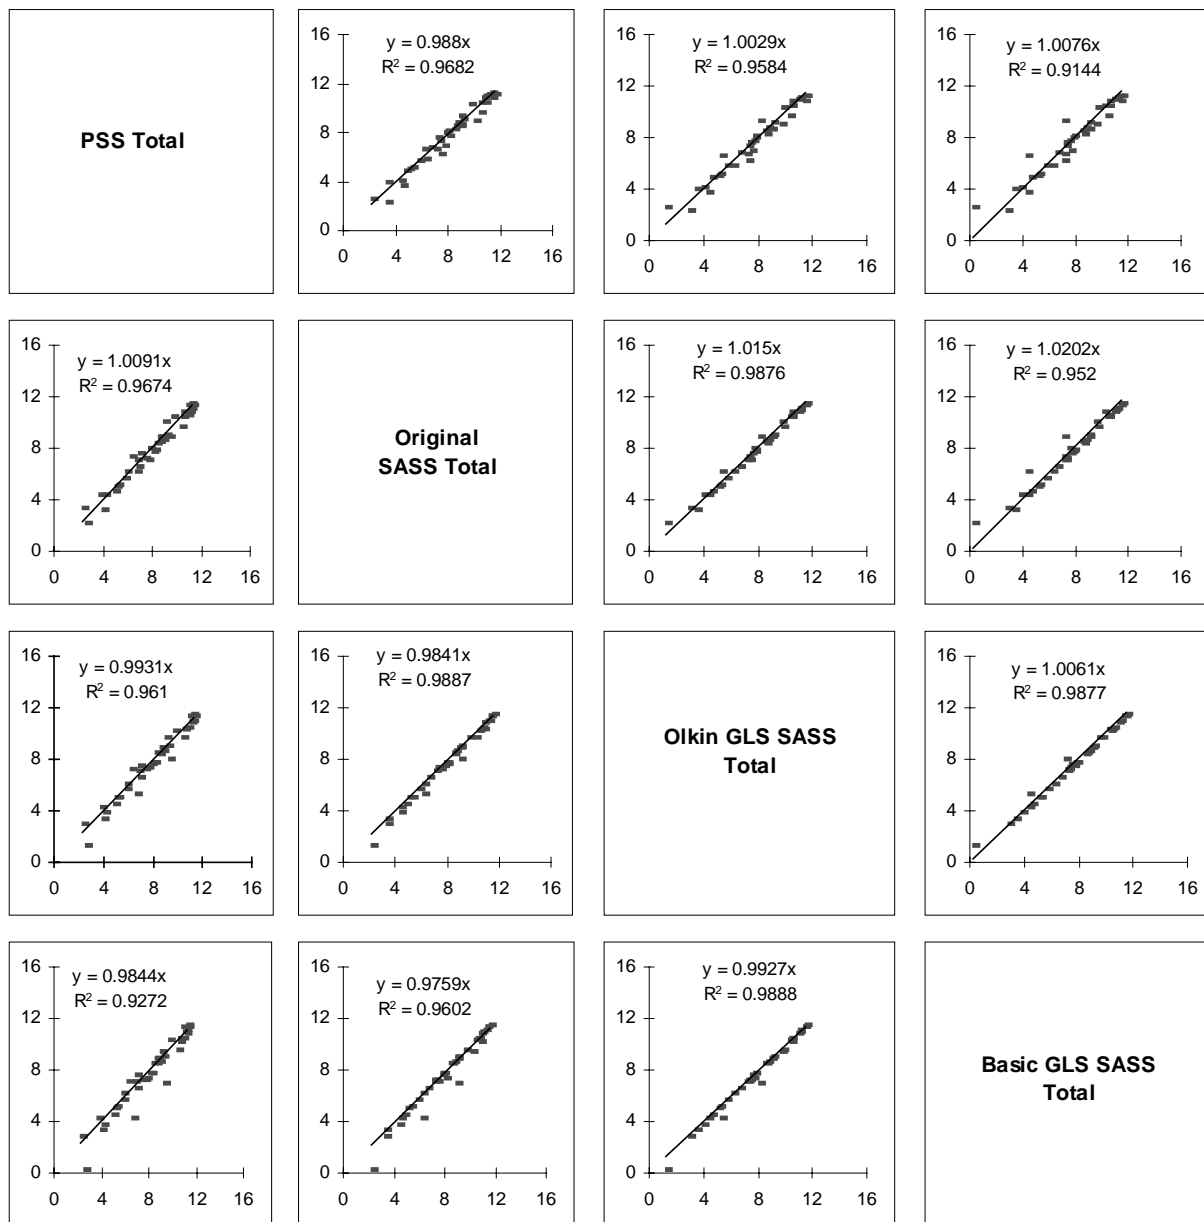 PSS Total
16
12
8
4
0
0 4 8 12 16
y = 0.988x
R² = 0.9682
16
12
8
4
0
0 4 8 12 16
y = 1.0029x
R² = 0.9584
16
12
8
4
0
0 4 8 12 16
y = 1.0076x
R² = 0.9144
16
12
8
4
0
0 4 8 12 16
y = 1.0091x
R² = 0.9674
Original
SASS Total
16
12
8
4
0
0 4 8 12 16
y = 1.015x
R² = 0.9876
16
12
8
4
0
0 4 8 12 16
y = 1.0202x
R² = 0.952
16
12
8
4
0
0 4 8 12 16
y = 0.9931x
R² = 0.961
16
12
8
4
0
0 4 8 12 16
y = 0.9841x
R² = 0.9887
Olkin GLS SASS
Total
16
12
8
4
0
0 4 8 12 16
y = 1.0061x
R² = 0.9877
16
12
8
4
0
0 4 8 12 16
y = 0.9844x
R² = 0.9272
16
12
8
4
0
0 4 8 12 16
y = 0.9759x
R² = 0.9602
16
12
8
4
0
0 4 8 12 16
y = 0.9927x
R² = 0.9888
Basic GLS SASS
Total